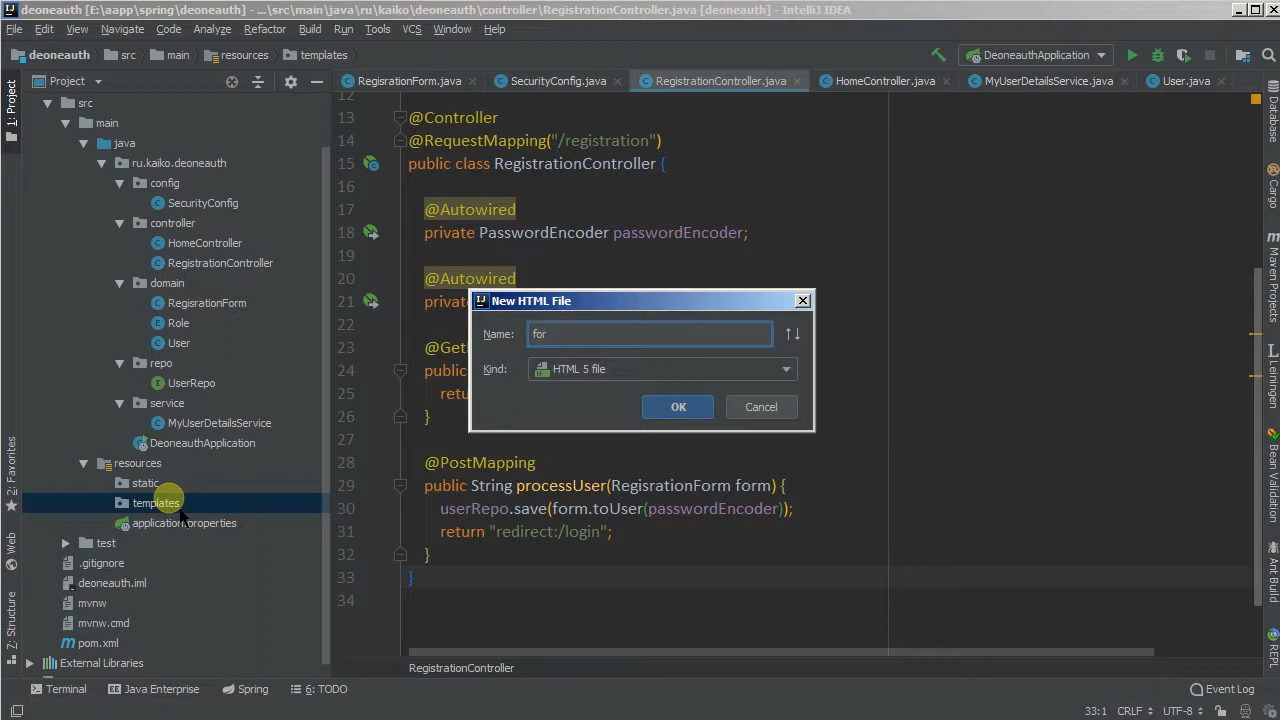 deoneauth [E:\aapp\spring\deoneauth] - ...\src\main\java\ru\kaiko\deoneauth\controller\RegistrationController.java [deoneauth] - IntelliJ IDEA
File Edit View Navigate Code Analyze Refactor Build Run Tools VCS Window Help
deoneauth src main resources templates DeoneauthApplication
Project RegisrationForm.java SecurityConfig.java RegistrationController.java HomeController.java MyUserDetailsService.java User.java
1: Project
2: Favorites
Web
Z: Structure
src
main
java
ru.kaiko.deoneauth
config
SecurityConfig
controller
HomeController
RegistrationController
domain
RegisrationForm
Role
User
repo
UserRepo
service
MyUserDetailsService
DeoneauthApplication
resources
static
templates
application.properties
test
.gitignore
deoneauth.iml
mvnw
mvnw.cmd
pom.xml
External Libraries
12
13 @Controller
14 @RequestMapping("/registration")
15 public class RegistrationController {
16
17 @Autowired
18 private PasswordEncoder passwordEncoder;
19
20 @Autowired
21 private
22
23 @Get
24 public
25 retu
26 }
27
28 @PostMapping
29 public String processUser(RegisrationForm form) {
30 userRepo.save(form.toUser(passwordEncoder));
31 return "redirect:/login";
32 }
33 }
34
New HTML File
Name: for
Kind: HTML 5 file
OK Cancel
RegistrationController
Database
Cargo
Maven Projects
Leiningen
Bean Validation
Ant Build
REPL
Terminal Java Enterprise Spring 6: TODO Event Log
33:1 CRLF UTF-8